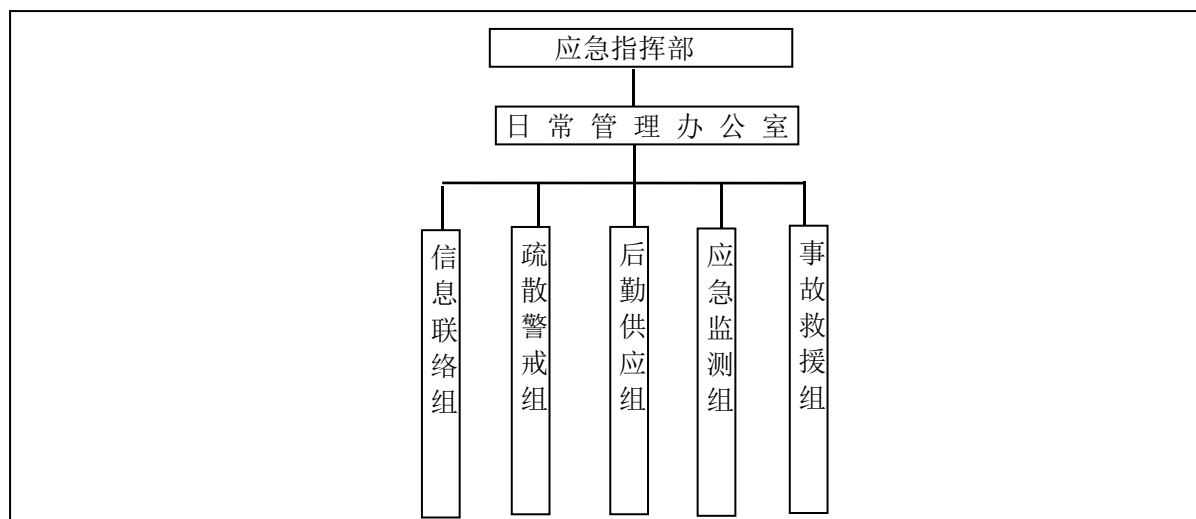 应急指挥部
日常管理办公室
信息联络组
疏散警戒组
后勤供应组
应急监测组
事故救援组